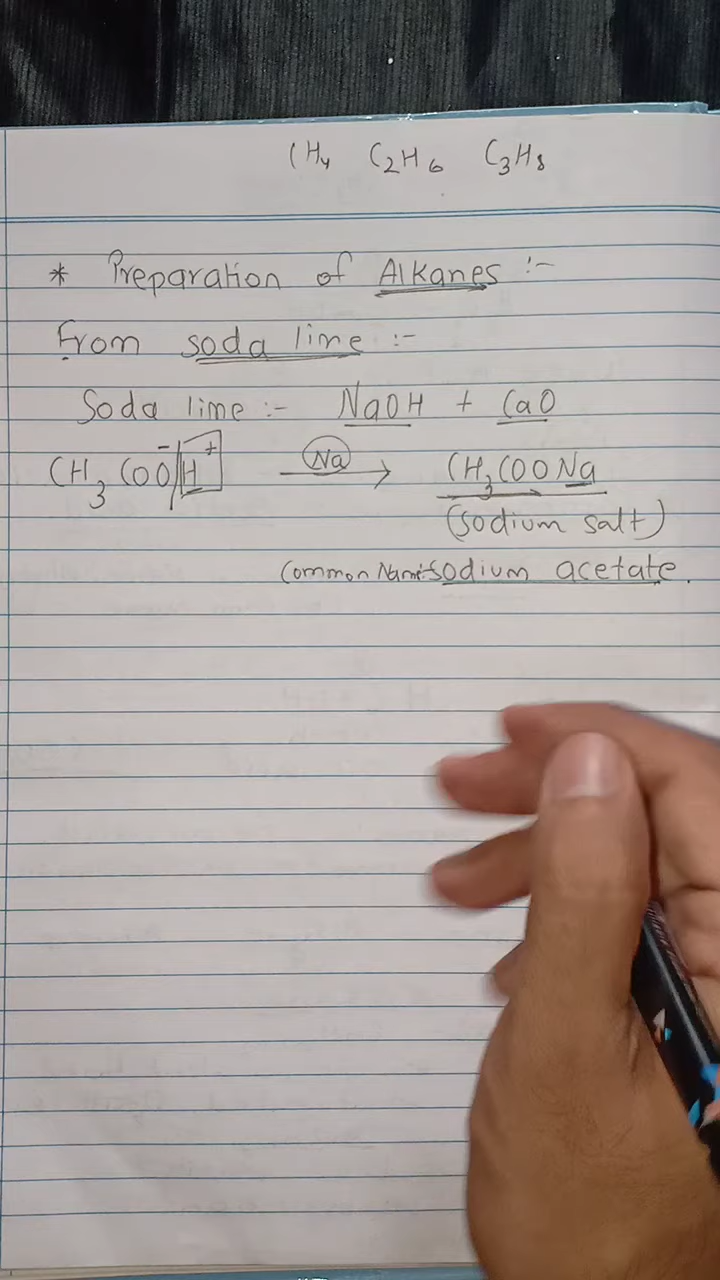 CH₄ C₂H₆ C₃H₈
* Preparation of Alkanes :-
From soda lime :-
Soda lime :- NaOH + CaO
CH₃COO⁻H⁺ Na → CH₃COONa
(sodium salt)
Common Name:- Sodium acetate.